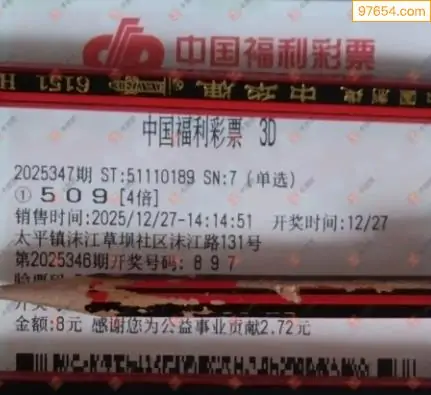 97654.com
中国福利彩票
6151 H
中华牌
中国福利彩票 3D
2025347期 ST:51110189 SN:7 (单选)
① 509 [4倍]
销售时间:2025/12/27-14:14:51 开奖时间:12/27
太平镇沫江草坝社区沫江路131号
第2025346期开奖号码:8 9 7
金额:8元 感谢您为公益事业贡献2.72元